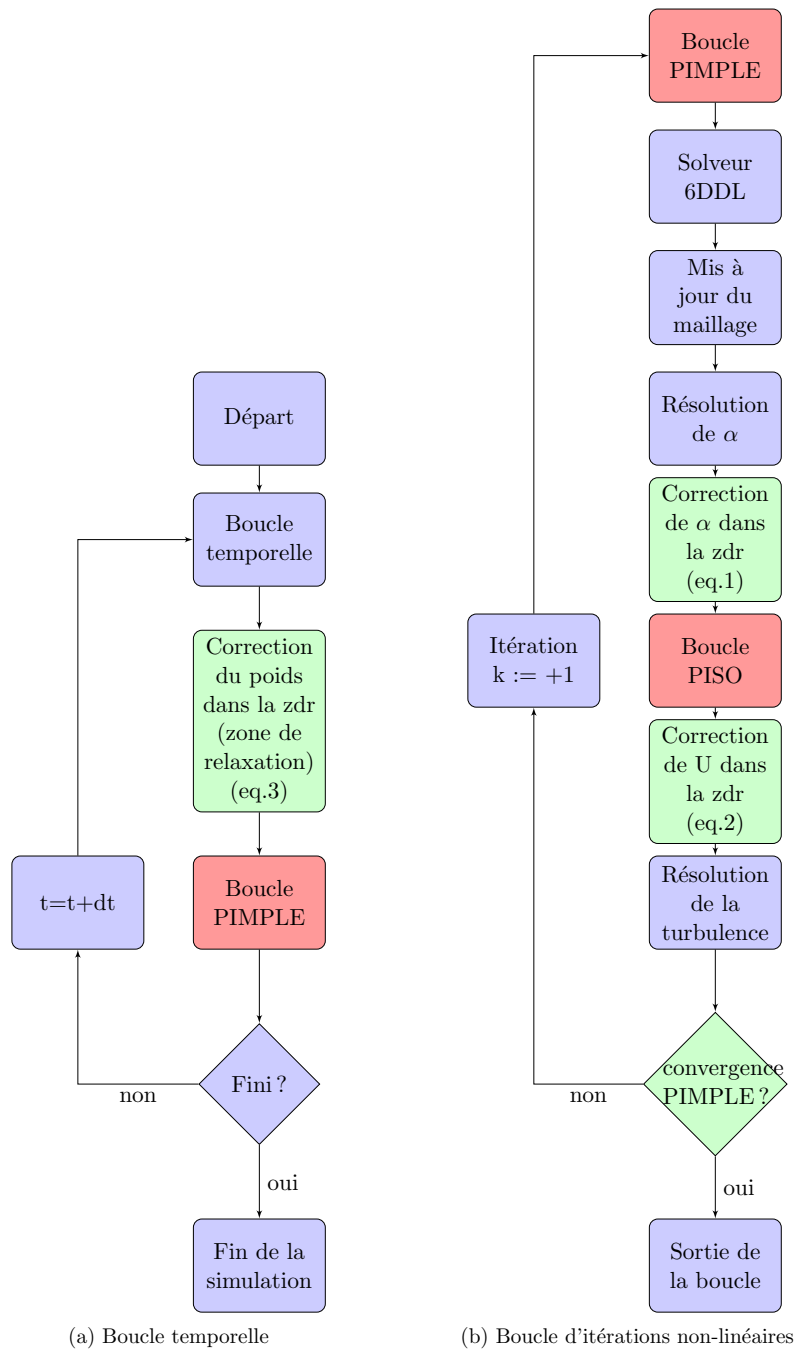 Départ
Boucle
temporelle
Correction
du poids
dans la zdr
(zone de
relaxation)
(eq.3)
t=t+dt
Boucle
PIMPLE
Fini ?
non
oui
Fin de la
simulation
(a) Boucle temporelle
Boucle
PIMPLE
Solveur
6DDL
Mis à
jour du
maillage
Résolution
de α
Correction
de α dans
la zdr
(eq.1)
Itération
k := +1
Boucle
PISO
Correction
de U dans
la zdr
(eq.2)
Résolution
de la
turbulence
convergence
PIMPLE ?
non
oui
Sortie de
la boucle
(b) Boucle d'itérations non-linéaires